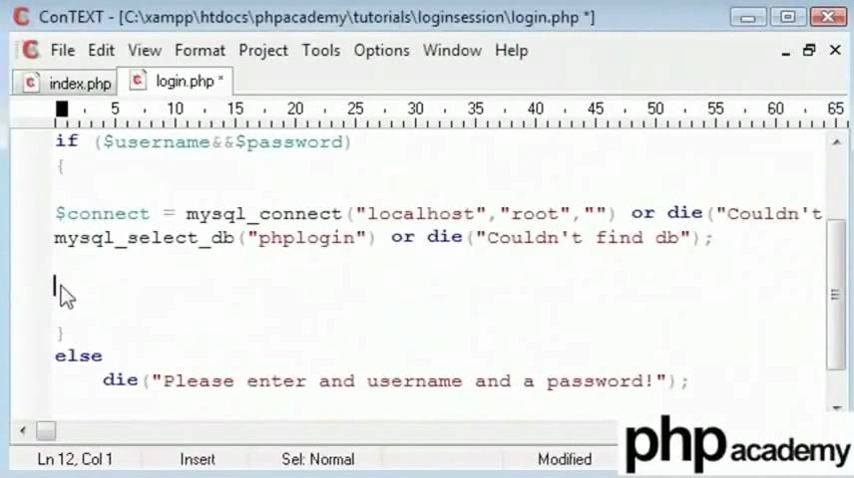 ConTEXT - [C:\xampp\htdocs\phpacademy\tutorials\loginsession\login.php *]
File Edit View Format Project Tools Options Window Help
index.php login.php *
5 10 15 20 25 30 35 40 45 50 55 60 65
if ($username&&$password)
{
$connect = mysql_connect("localhost","root","") or die("Couldn't
mysql_select_db("phplogin") or die("Couldn't find db");
}
else
die("Please enter and username and a password!");
Ln 12, Col 1 Insert Sel: Normal Modified
php academy